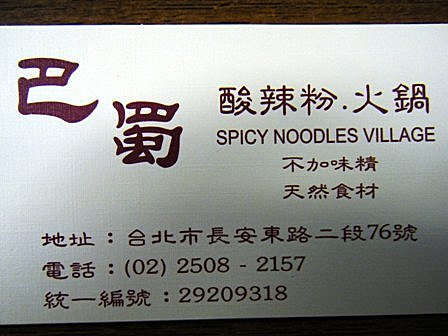 巴蜀
酸辣粉.火鍋
SPICY NOODLES VILLAGE
不加味精
天然食材
地址：台北市長安東路二段76號
電話：(02) 2508 - 2157
統一編號：29209318